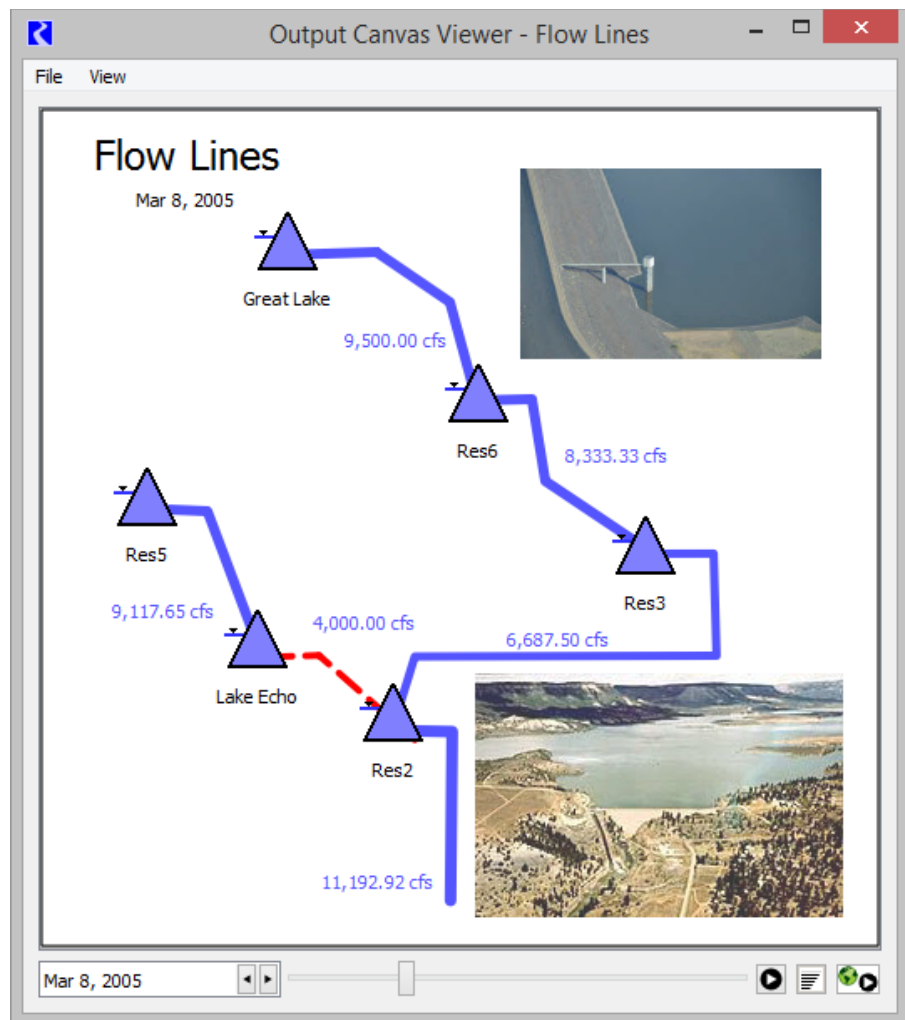 Output Canvas Viewer - Flow Lines
File View
Flow Lines
Mar 8, 2005
Great Lake
9,500.00 cfs
Res6
8,333.33 cfs
Res5
Res3
9,117.65 cfs
4,000.00 cfs
6,687.50 cfs
Lake Echo
Res2
11,192.92 cfs
Mar 8, 2005